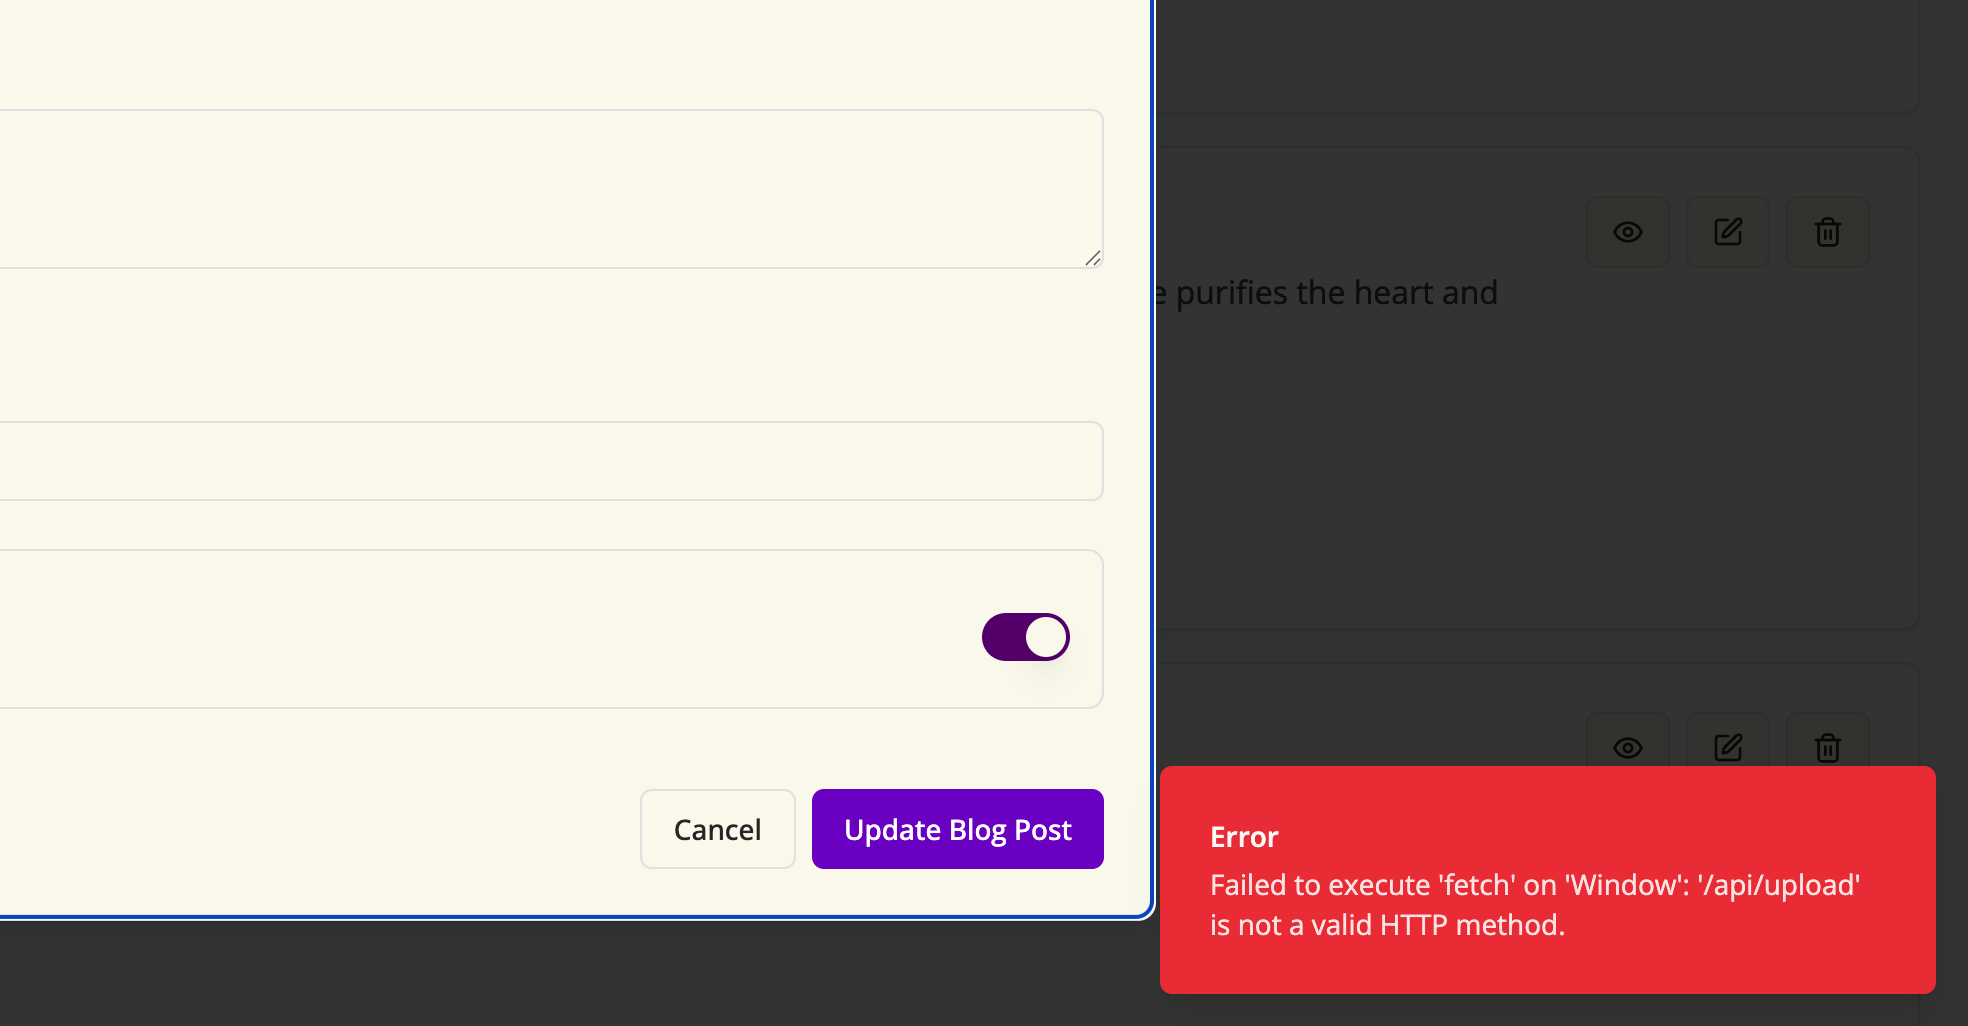 e purifies the heart and
Cancel
Update Blog Post
Error
Failed to execute 'fetch' on 'Window': '/api/upload'
is not a valid HTTP method.